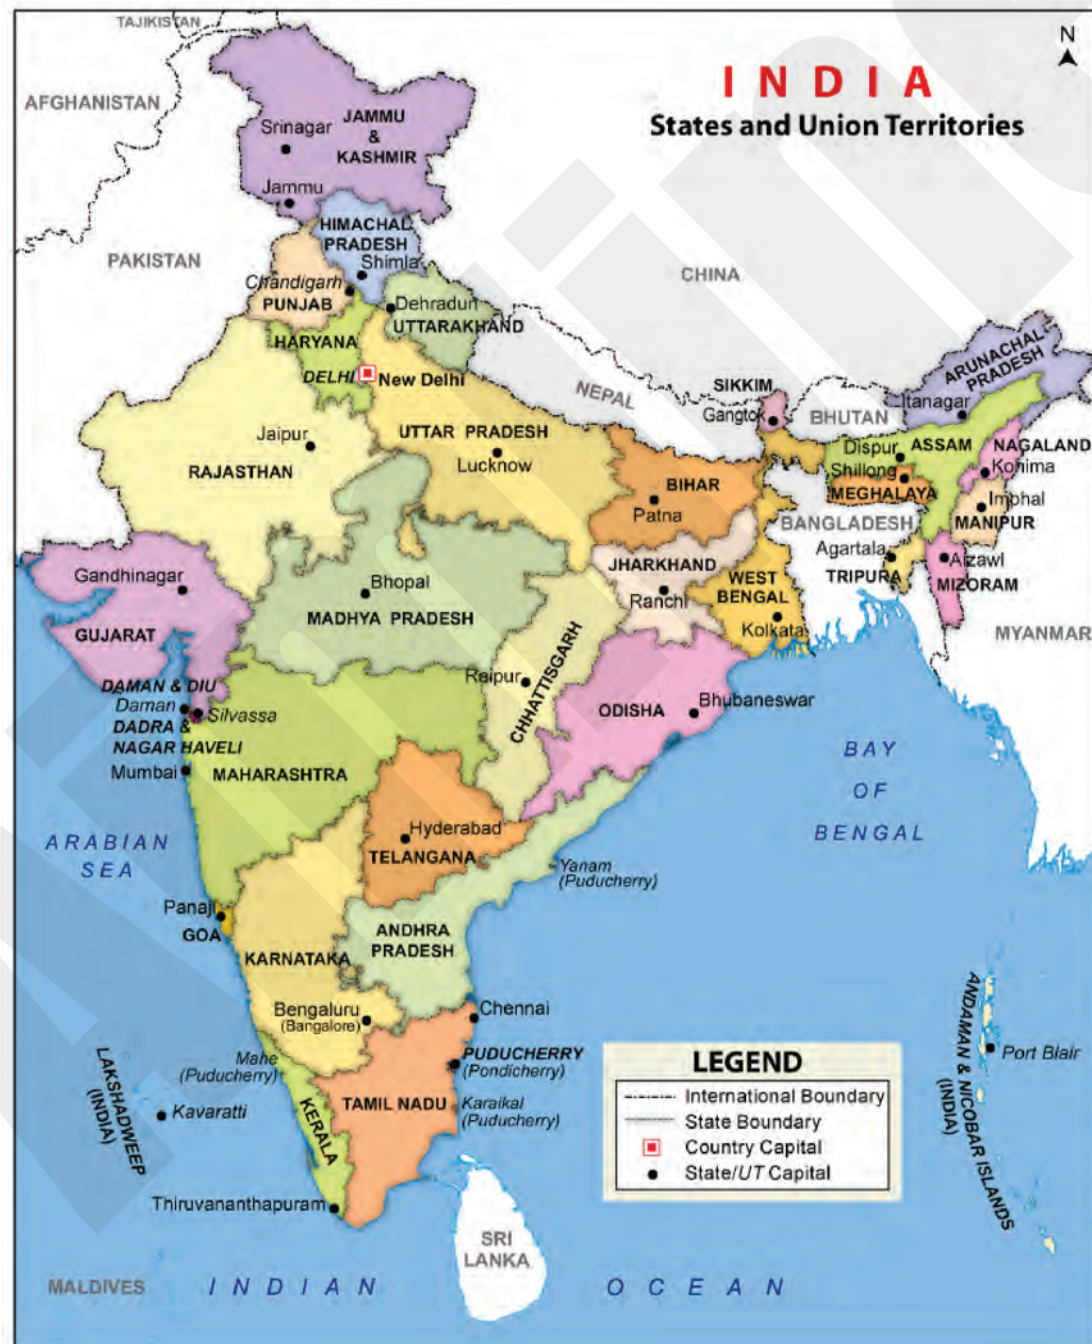 TAJIKISTAN
N
I N D I A
States and Union Territories
AFGHANISTAN
JAMMU
&
KASHMIR
Srinagar
Jammu
HIMACHAL
PRADESH
Shimla
PAKISTAN
CHINA
Chandigarh
PUNJAB
Dehradun
UTTARAKHAND
HARYANA
DELHI
New Delhi
NEPAL
SIKKIM
Gangtok
BHUTAN
ARUNACHAL
PRADESH
Itanagar
Jaipur
RAJASTHAN
UTTAR PRADESH
Lucknow
BIHAR
Patna
Dispur
ASSAM
NAGALAND
Shillong
Kohima
MEGHALAYA
Imphal
MANIPUR
BANGLADESH
Agartala
TRIPURA
Aizawl
MIZORAM
MYANMAR
Gandhinagar
GUJARAT
Bhopal
MADHYA PRADESH
JHARKHAND
Ranchi
WEST
BENGAL
Kolkata
Raipur
CHHATTISGARH
ODISHA
Bhubaneswar
DAMAN & DIU
Daman
Silvassa
DADRA &
NAGAR HAVELI
Mumbai
MAHARASHTRA
BAY
OF
BENGAL
ARABIAN
SEA
Hyderabad
TELANGANA
Yanam
(Puducherry)
Panaji
GOA
KARNATAKA
ANDHRA
PRADESH
Bengaluru
(Bangalore)
Chennai
Mahe
(Puducherry)
PUDUCHERRY
(Pondicherry)
LAKSHADWEEP
(INDIA)
Kavaratti
KERALA
TAMIL NADU
Karaikal
(Puducherry)
Thiruvananthapuram
ANDAMAN & NICOBAR ISLANDS
(INDIA)
Port Blair
LEGEND
International Boundary
State Boundary
Country Capital
State/UT Capital
SRI
LANKA
MALDIVES
I N D I A N O C E A N